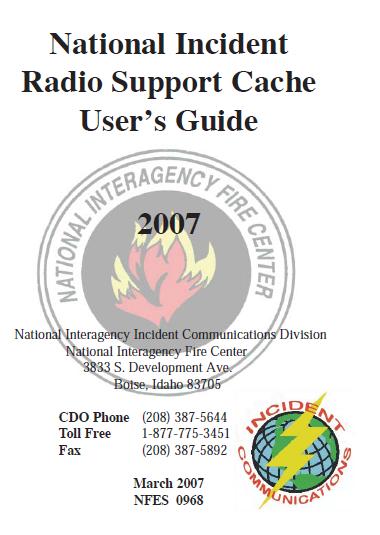 National Incident
Radio Support Cache
User's Guide
NATIONAL INTERAGENCY FIRE CENTER
2007
National Interagency Incident Communications Division
National Interagency Fire Center
3833 S. Development Ave.
Boise, Idaho 83705
CDO Phone (208) 387-5644
Toll Free 1-877-775-3451
Fax (208) 387-5892
INCIDENT
COMMUNICATIONS
March 2007
NFES 0968